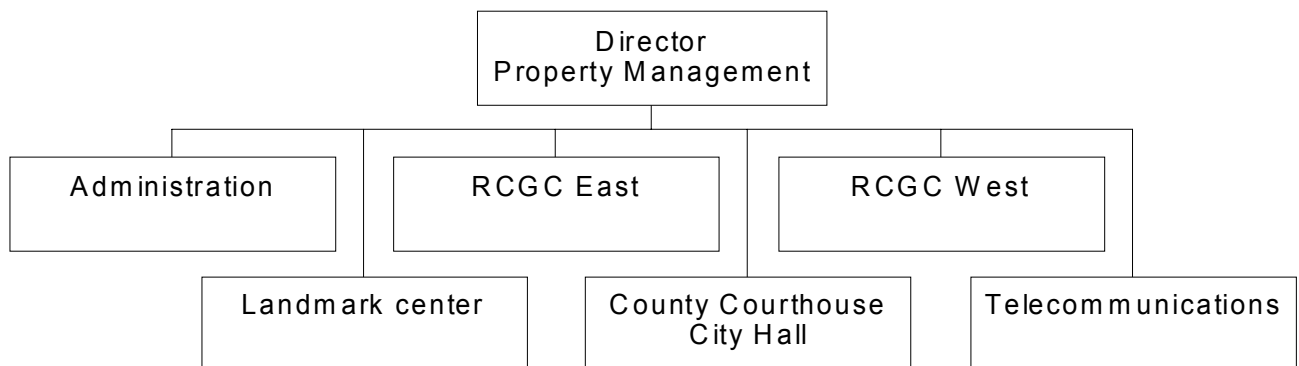 Director
Property Management
Administration
RCGC East
RCGC West
Landmark center
County Courthouse
City Hall
Telecommunications